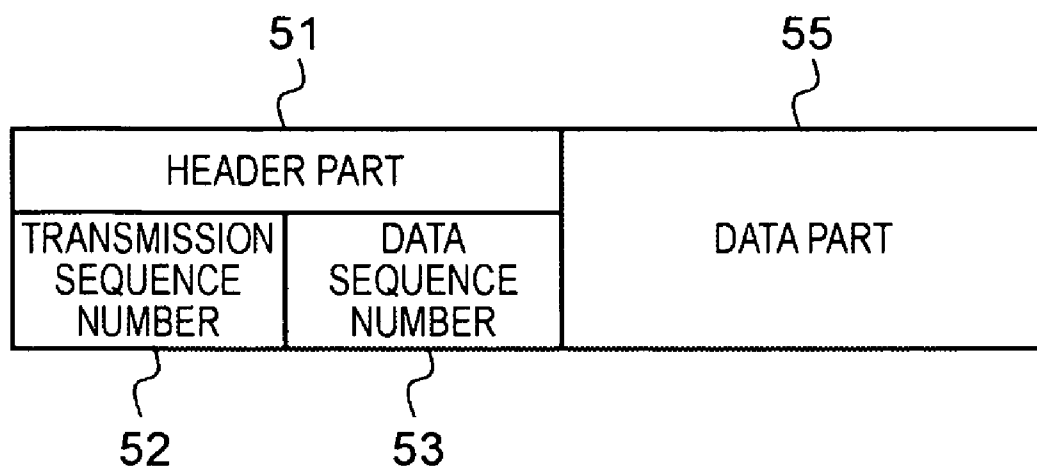 51
55
HEADER PART
TRANSMISSION
SEQUENCE
NUMBER
DATA
SEQUENCE
NUMBER
DATA PART
52
53